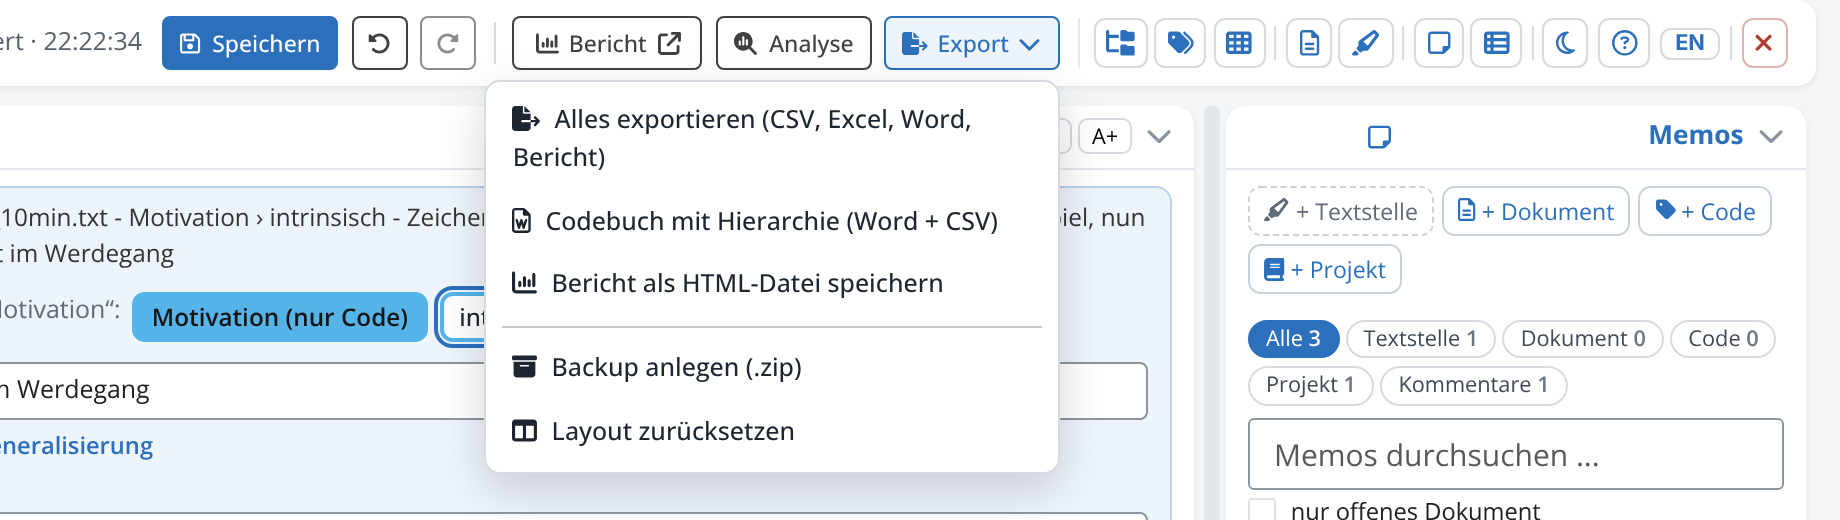 ert · 22:22:34 Speichern Bericht Analyse Export EN
Alles exportieren (CSV, Excel, Word,
Bericht)
Codebuch mit Hierarchie (Word + CSV)
Bericht als HTML-Datei speichern
Backup anlegen (.zip)
Layout zurücksetzen
A+
10min.txt - Motivation › intrinsisch - Zeicher
iel, nun
t im Werdegang
lotivation“: Motivation (nur Code) int
n Werdegang
eneralisierung
Memos
+ Textstelle + Dokument + Code
+ Projekt
Alle 3 Textstelle 1 Dokument 0 Code 0
Projekt 1 Kommentare 1
Memos durchsuchen ...
nur offenes Dokument